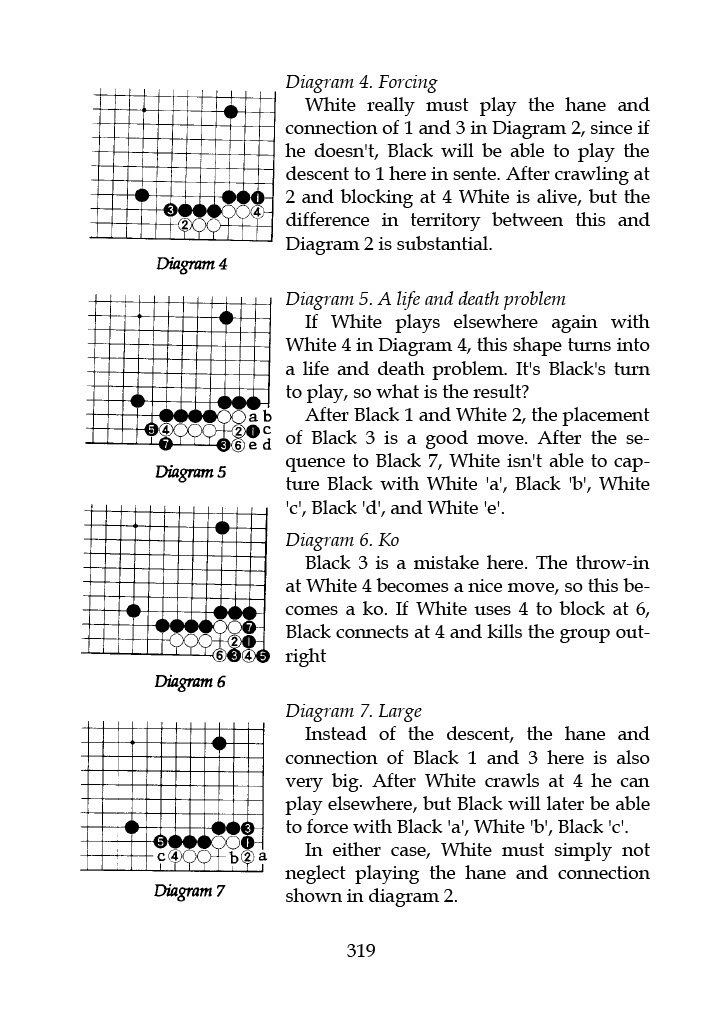 Diagram 4. Forcing
White really must play the hane and
connection of 1 and 3 in Diagram 2, since if
he doesn't, Black will be able to play the
descent to 1 here in sente. After crawling at
2 and blocking at 4 White is alive, but the
difference in territory between this and
Diagram 2 is substantial.
1
3
4
2
Diagram 4
Diagram 5. A life and death problem
If White plays elsewhere again with
White 4 in Diagram 4, this shape turns into
a life and death problem. It's Black's turn
to play, so what is the result?
After Black 1 and White 2, the placement
of Black 3 is a good move. After the se-
quence to Black 7, White isn't able to cap-
ture Black with White 'a', Black 'b', White
'c', Black 'd', and White 'e'.
a b
5 4 2 1 c
7 3 6 e d
Diagram 5
Diagram 6. Ko
Black 3 is a mistake here. The throw-in
at White 4 becomes a nice move, so this be-
comes a ko. If White uses 4 to block at 6,
Black connects at 4 and kills the group out-
right
7
2 1
6 3 4 5
Diagram 6
Diagram 7. Large
Instead of the descent, the hane and
connection of Black 1 and 3 here is also
very big. After White crawls at 4 he can
play elsewhere, but Black will later be able
to force with Black 'a', White 'b', Black 'c'.
In either case, White must simply not
neglect playing the hane and connection
shown in diagram 2.
3
5 1
c 4 b 2 a
Diagram 7
319